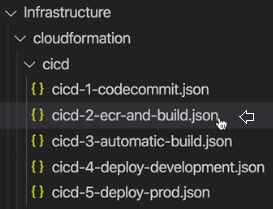 Infrastructure
cloudformation
cicd
{ } cicd-1-codecommit.json
{ } cicd-2-ecr-and-build.json
{ } cicd-3-automatic-build.json
{ } cicd-4-deploy-development.json
{ } cicd-5-deploy-prod.json